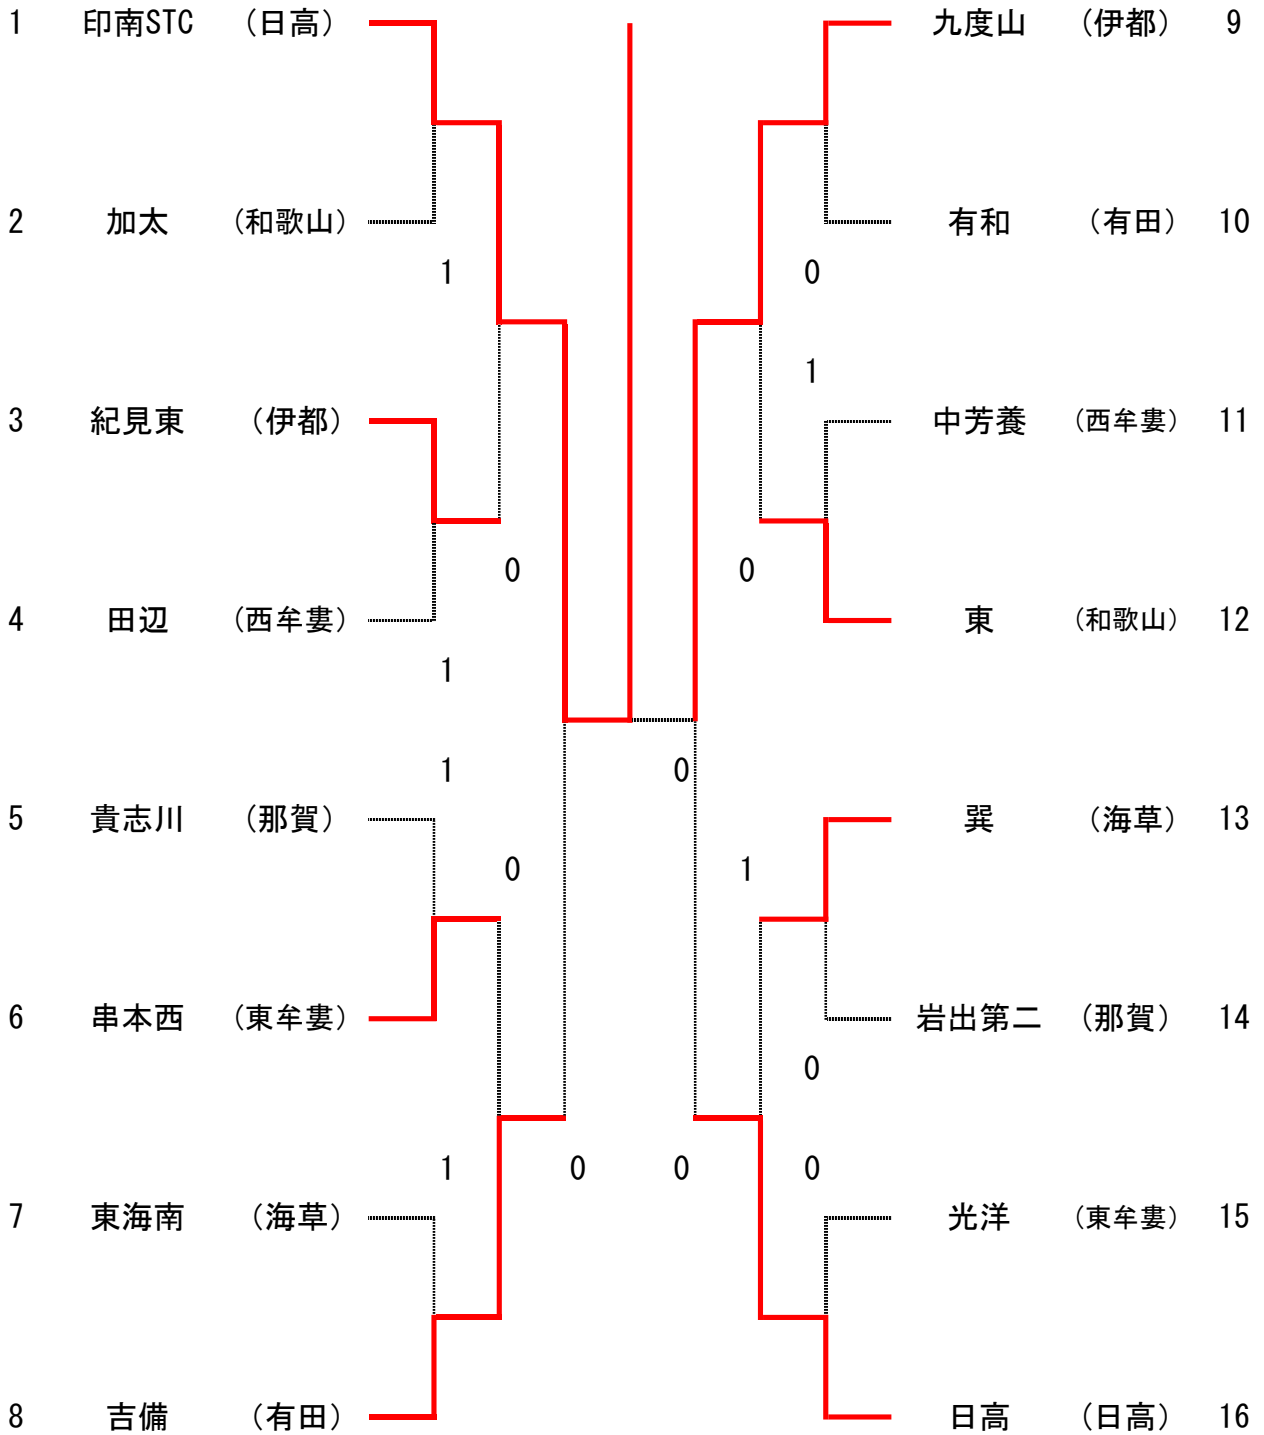 1 印南STC （日高） 九度山 （伊都） 9
2 加太 （和歌山） 有和 （有田） 10
1 0
1
3 紀見東 （伊都） 中芳養 （西牟婁） 11
0 0
4 田辺 （西牟婁） 東 （和歌山） 12
1
1 0
5 貴志川 （那賀） 巽 （海草） 13
0 1
6 串本西 （東牟婁） 岩出第二 （那賀） 14
0
1 0 0 0
7 東海南 （海草） 光洋 （東牟婁） 15
8 吉備 （有田） 日高 （日高） 16